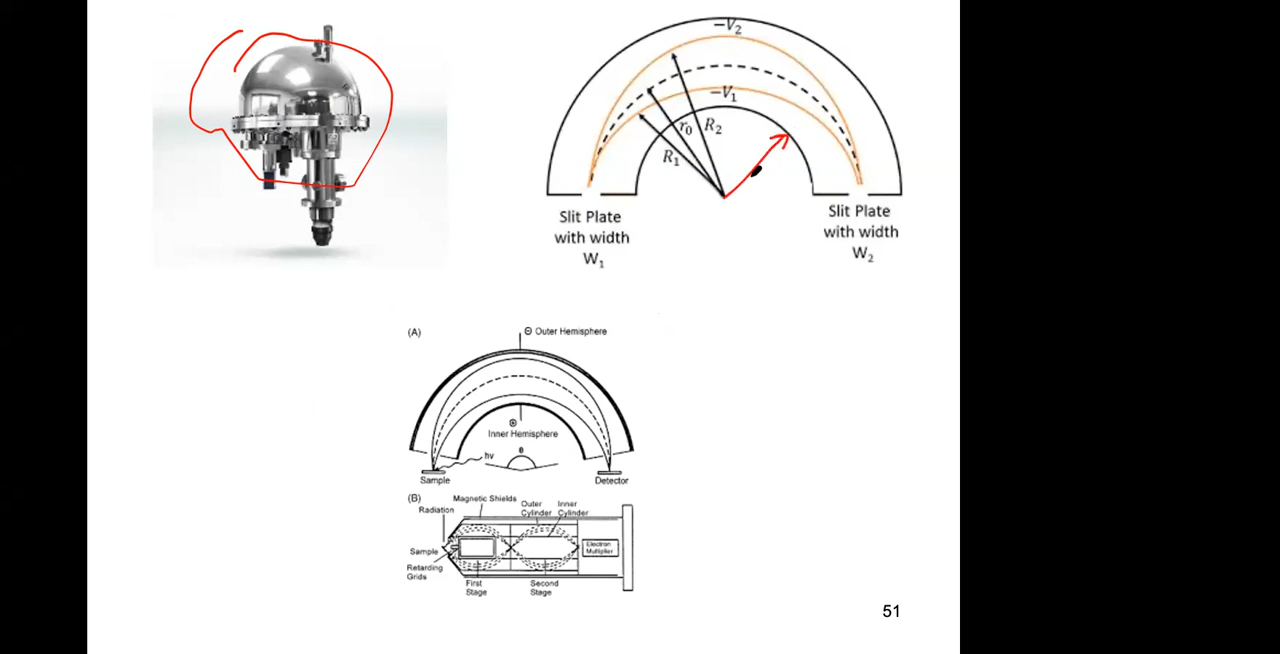 −V₂
−V₁
r₀
R₂
R₁
Slit Plate
with width
W₁
Slit Plate
with width
W₂
(A)
⊖ Outer Hemisphere
⊕
Inner Hemisphere
hν
θ
Sample
Detector
(B)
Magnetic Shields
Radiation
Outer
Cylinder
Inner
Cylinder
Sample
Electron
Multiplier
Retarding
Grids
First
Stage
Second
Stage
51